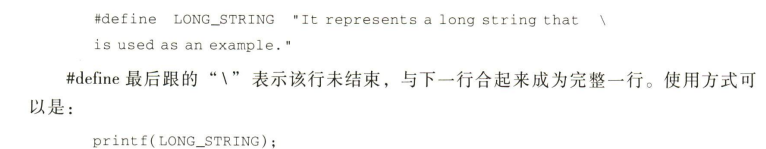 #define LONG_STRING "It represents a long string that \
is used as an example."
#define 最后跟的“\”表示该行未结束，与下一行合起来成为完整一行。使用方式可
以是：
printf(LONG_STRING);